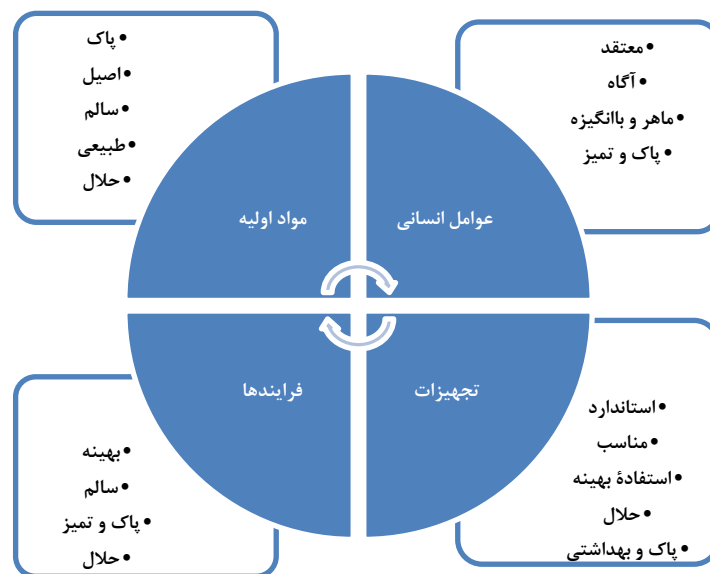 •معتقد
•آگاه
•ماهر و باانگیزه
•پاک و تمیز
•پاک
•اصیل
•سالم
•طبیعی
•حلال
عوامل انسانی
مواد اولیه
تجهیزات
فرایندها
•استاندارد
•مناسب
•استفادهٔ بهینه
•حلال
•پاک و بهداشتی
•بهینه
•سالم
•پاک و تمیز
•حلال